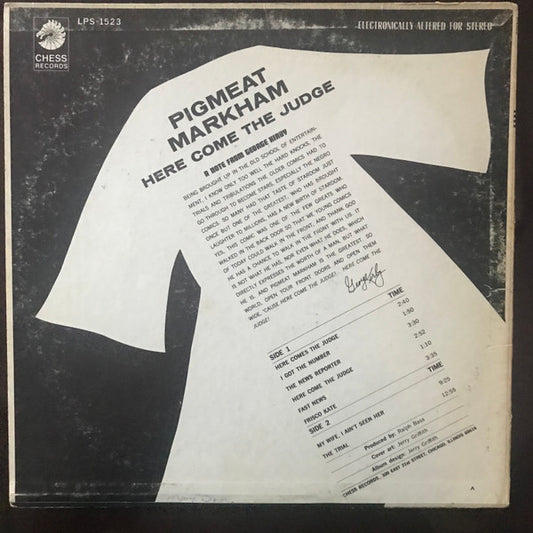 LPS-1523
ELECTRONICALLY ALTERED FOR STEREO
CHESS
RECORDS
PIGMEAT
MARKHAM
HERE COME THE JUDGE
A NOTE FROM GEORGE KIRBY
BEING BROUGHT UP IN THE OLD SCHOOL OF ENTERTAIN-
MENT, I KNOW ONLY TOO WELL THE HARD KNOCKS, THE
TRIALS AND TRIBULATIONS THE OLDER COMICS HAD TO
GO THROUGH TO BECOME STARS, ESPECIALLY THE NEGRO
COMICS. SO MANY HAD THAT TASTE OF STARDOM JUST
ONCE BUT ONE OF THE GREATEST, WHO HAS BROUGHT
LAUGHTER TO MILLIONS, HAS A NEW BIRTH OF STARDOM.
YES, THIS COMIC WAS ONE OF THE FEW GREATS WHO
WALKED IN THE BACK DOOR SO THAT WE YOUNG COMICS
OF TODAY COULD WALK IN THE FRONT, AND THANK GOD
HE HAS A CHANCE TO WALK IN THE FRONT WITH US. IT
IS NOT WHAT HE HAS, NOR EVEN WHAT HE DOES, WHICH
DIRECTLY EXPRESSES THE WORTH OF A MAN, BUT WHAT
HE IS, AND PIGMEAT MARKHAM IS THE GREATEST. SO
WORLD, OPEN YOUR FRONT DOORS AND OPEN THEM
WIDE, 'CAUSE HERE COME THE JUDGE! HERE COME THE
JUDGE!
SIDE 1 TIME
HERE COMES THE JUDGE 2:40
I GOT THE NUMBER 1:50
THE NEWS REPORTER 3:30
HERE COME THE JUDGE 2:52
FAST NEWS 1:10
FRISCO KATE 3:35
SIDE 2 TIME
MY WIFE, I AIN'T SEEN HER 9:05
THE TRIAL 12:56
Produced by: Ralph Bass
Cover art: Jerry Griffith
Album design: Jerry Griffith
CHESS RECORDS, 320 EAST 21ST STREET, CHICAGO, ILLINOIS 60616
A